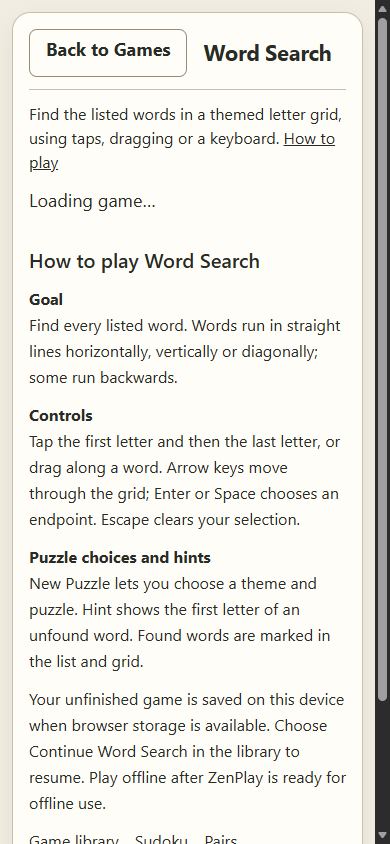 Back to Games
Word Search
Find the listed words in a themed letter grid,
using taps, dragging or a keyboard. How to
play
Loading game...
How to play Word Search
Goal
Find every listed word. Words run in straight
lines horizontally, vertically or diagonally;
some run backwards.
Controls
Tap the first letter and then the last letter, or
drag along a word. Arrow keys move
through the grid; Enter or Space chooses an
endpoint. Escape clears your selection.
Puzzle choices and hints
New Puzzle lets you choose a theme and
puzzle. Hint shows the first letter of an
unfound word. Found words are marked in
the list and grid.
Your unfinished game is saved on this device
when browser storage is available. Choose
Continue Word Search in the library to
resume. Play offline after ZenPlay is ready for
offline use.
Game library Sudoku Pairs